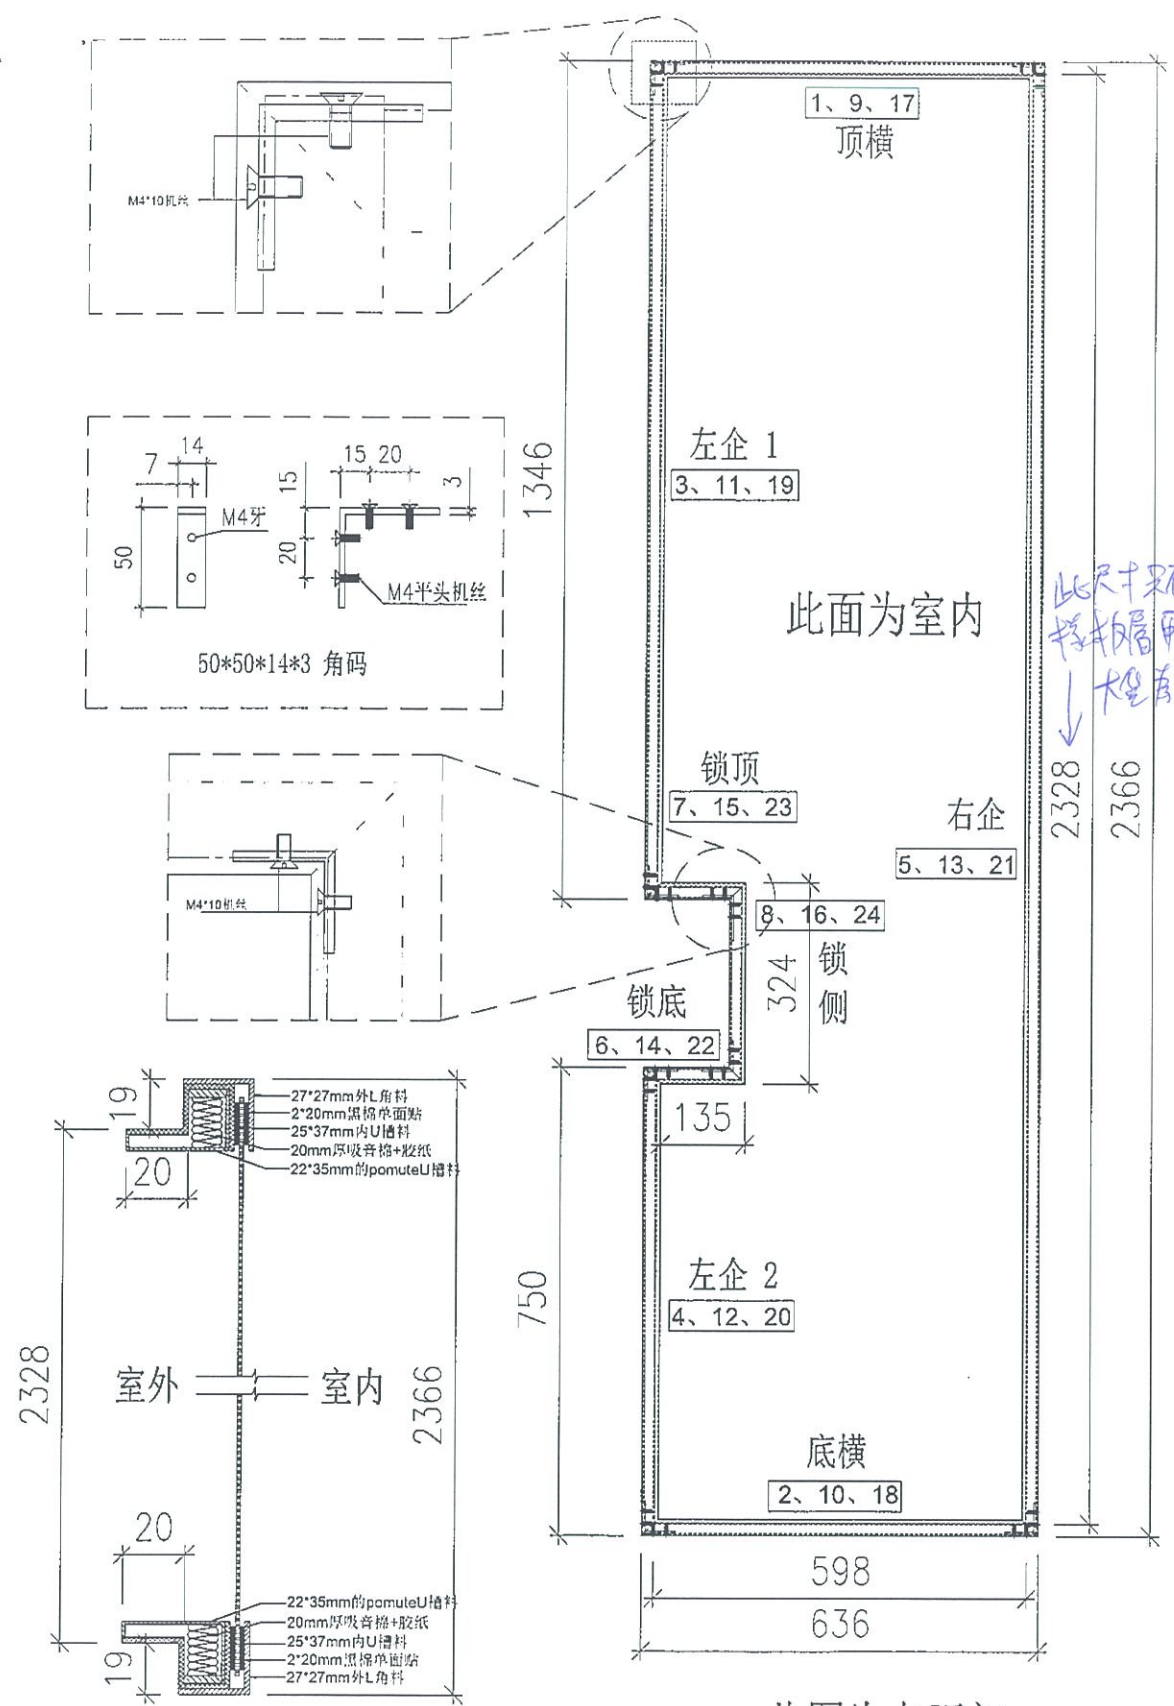 1、9、17
顶横
M4*10机丝
1346
左企 1
3、11、19
14
7
50
M4牙
15 20
15
20
3
M4平头机丝
50*50*14*3 角码
此面为室内
此尺寸
样板房
大堂
2328
2366
锁顶
7、15、23
右企
5、13、21
M4*10机丝
8、16、24
324
锁侧
锁底
6、14、22
135
19
27*27mm外L角料
2*20mm黑棉单面贴
25*37mm内U槽料
20mm厚吸音棉+胶纸
22*35mm的pomuteU槽料
20
750
左企 2
4、12、20
2328
室外
室内
2366
底横
2、10、18
20
598
636
22*35mm的pomuteU槽料
20mm厚吸音棉+胶纸
25*37mm内U槽料
2*20mm黑棉单面贴
27*27mm外L角料
19